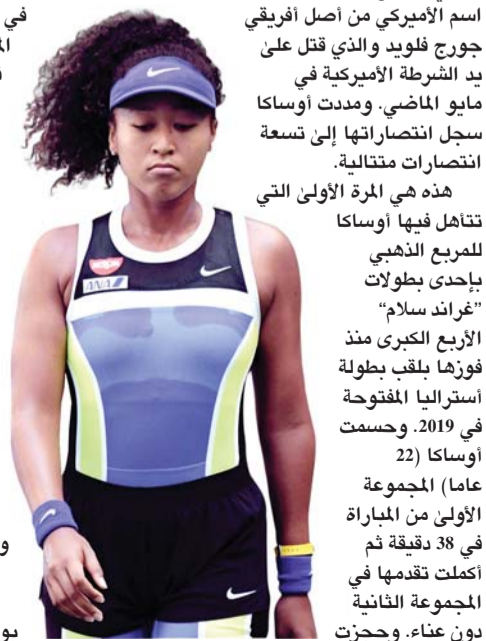 اسم الأميركي من أصل أفريقي
جورج فلويد والذي قتل علىٰ
يد الشرطة الأميركية في
مايو الماضي. ومددت أوساكا
سجل انتصاراتها إلىٰ تسعة
انتصارات متتالية.
هذه هي المرة الأولىٰ التي
تتأهل فيها أوساكا
للمربع الذهبي
بإحدى بطولات
”غراند سلام“
الأربع الكبرى منذ
فوزها بلقب بطولة
أستراليا المفتوحة
في 2019. وحسمت
أوساكا (22
عاما) المجموعة
الأولىٰ من المباراة
في 38 دقيقة ثم
أكملت تقدمها في
المجموعة الثانية
دون عناء. وحجزت
في
ANA